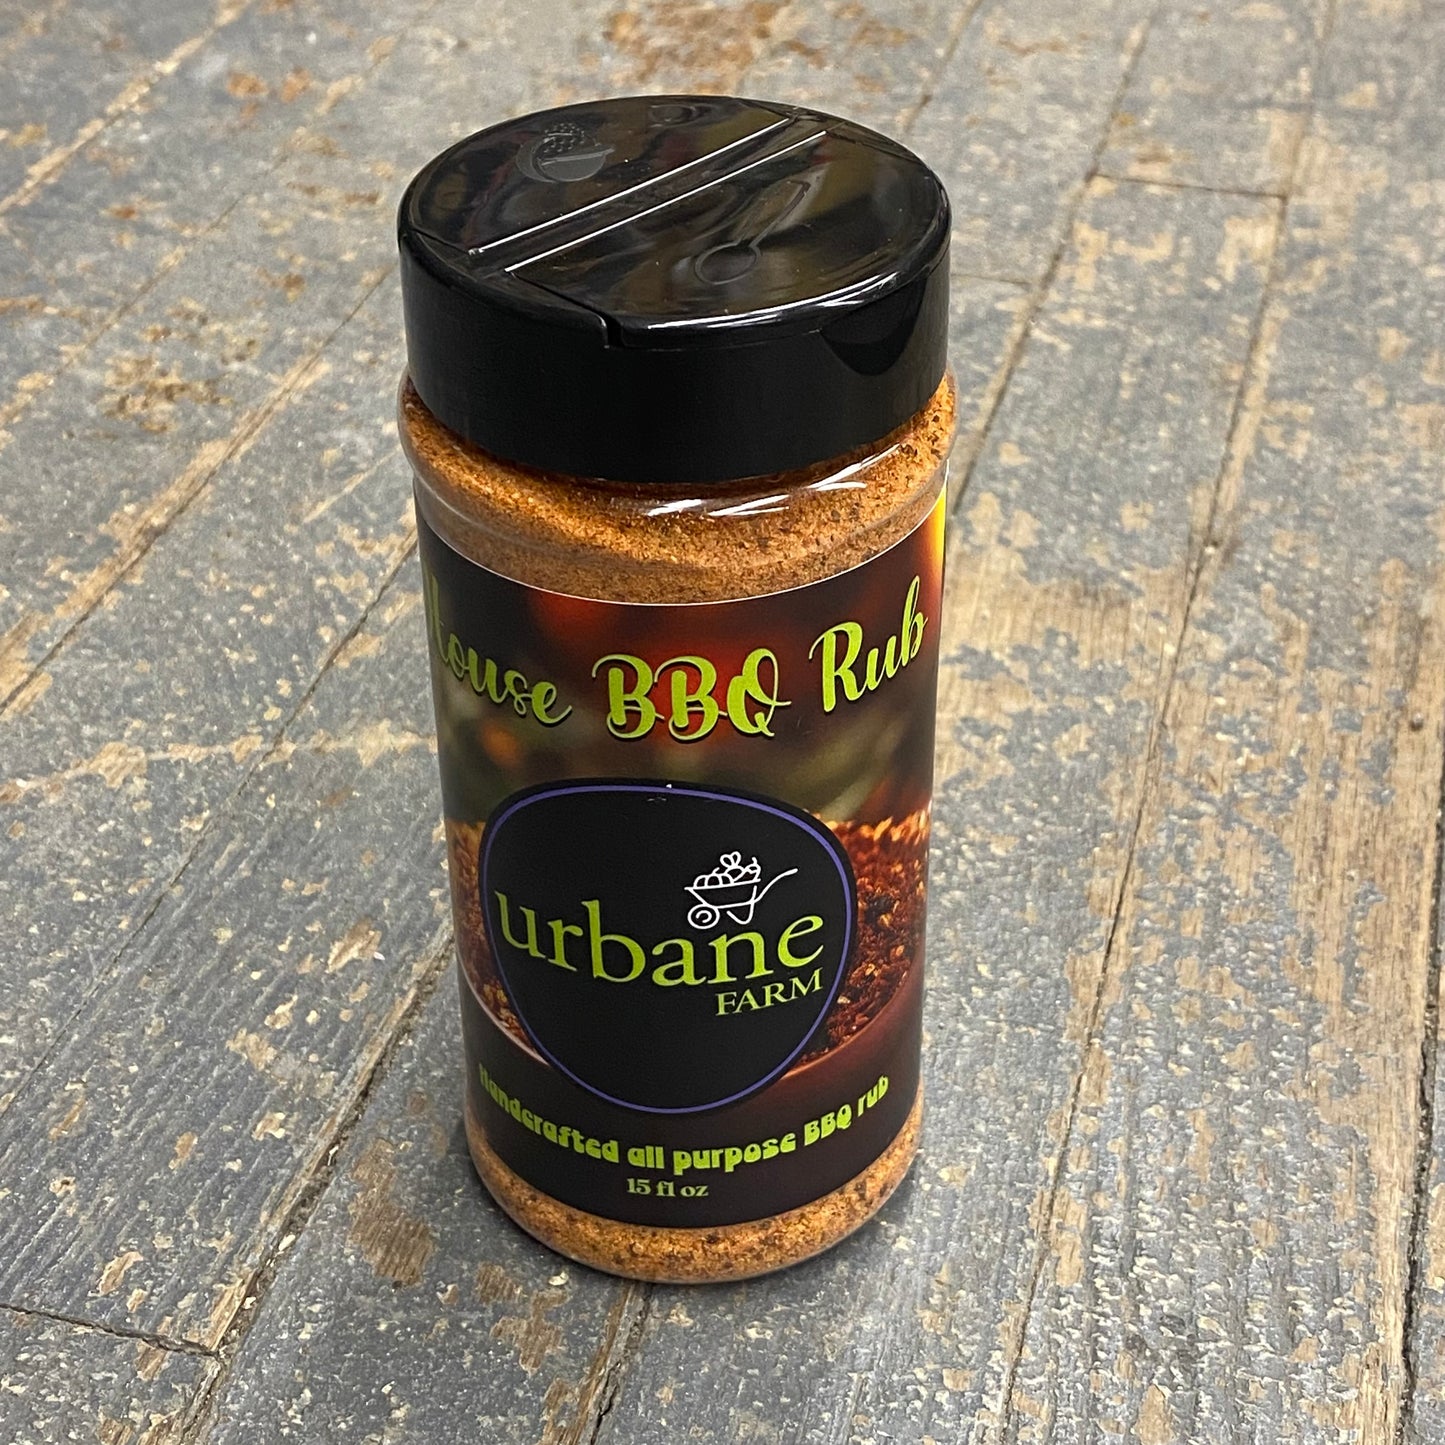 House BBQ Rub
urbane
FARM
Handcrafted all purpose BBQ rub
15 fl oz